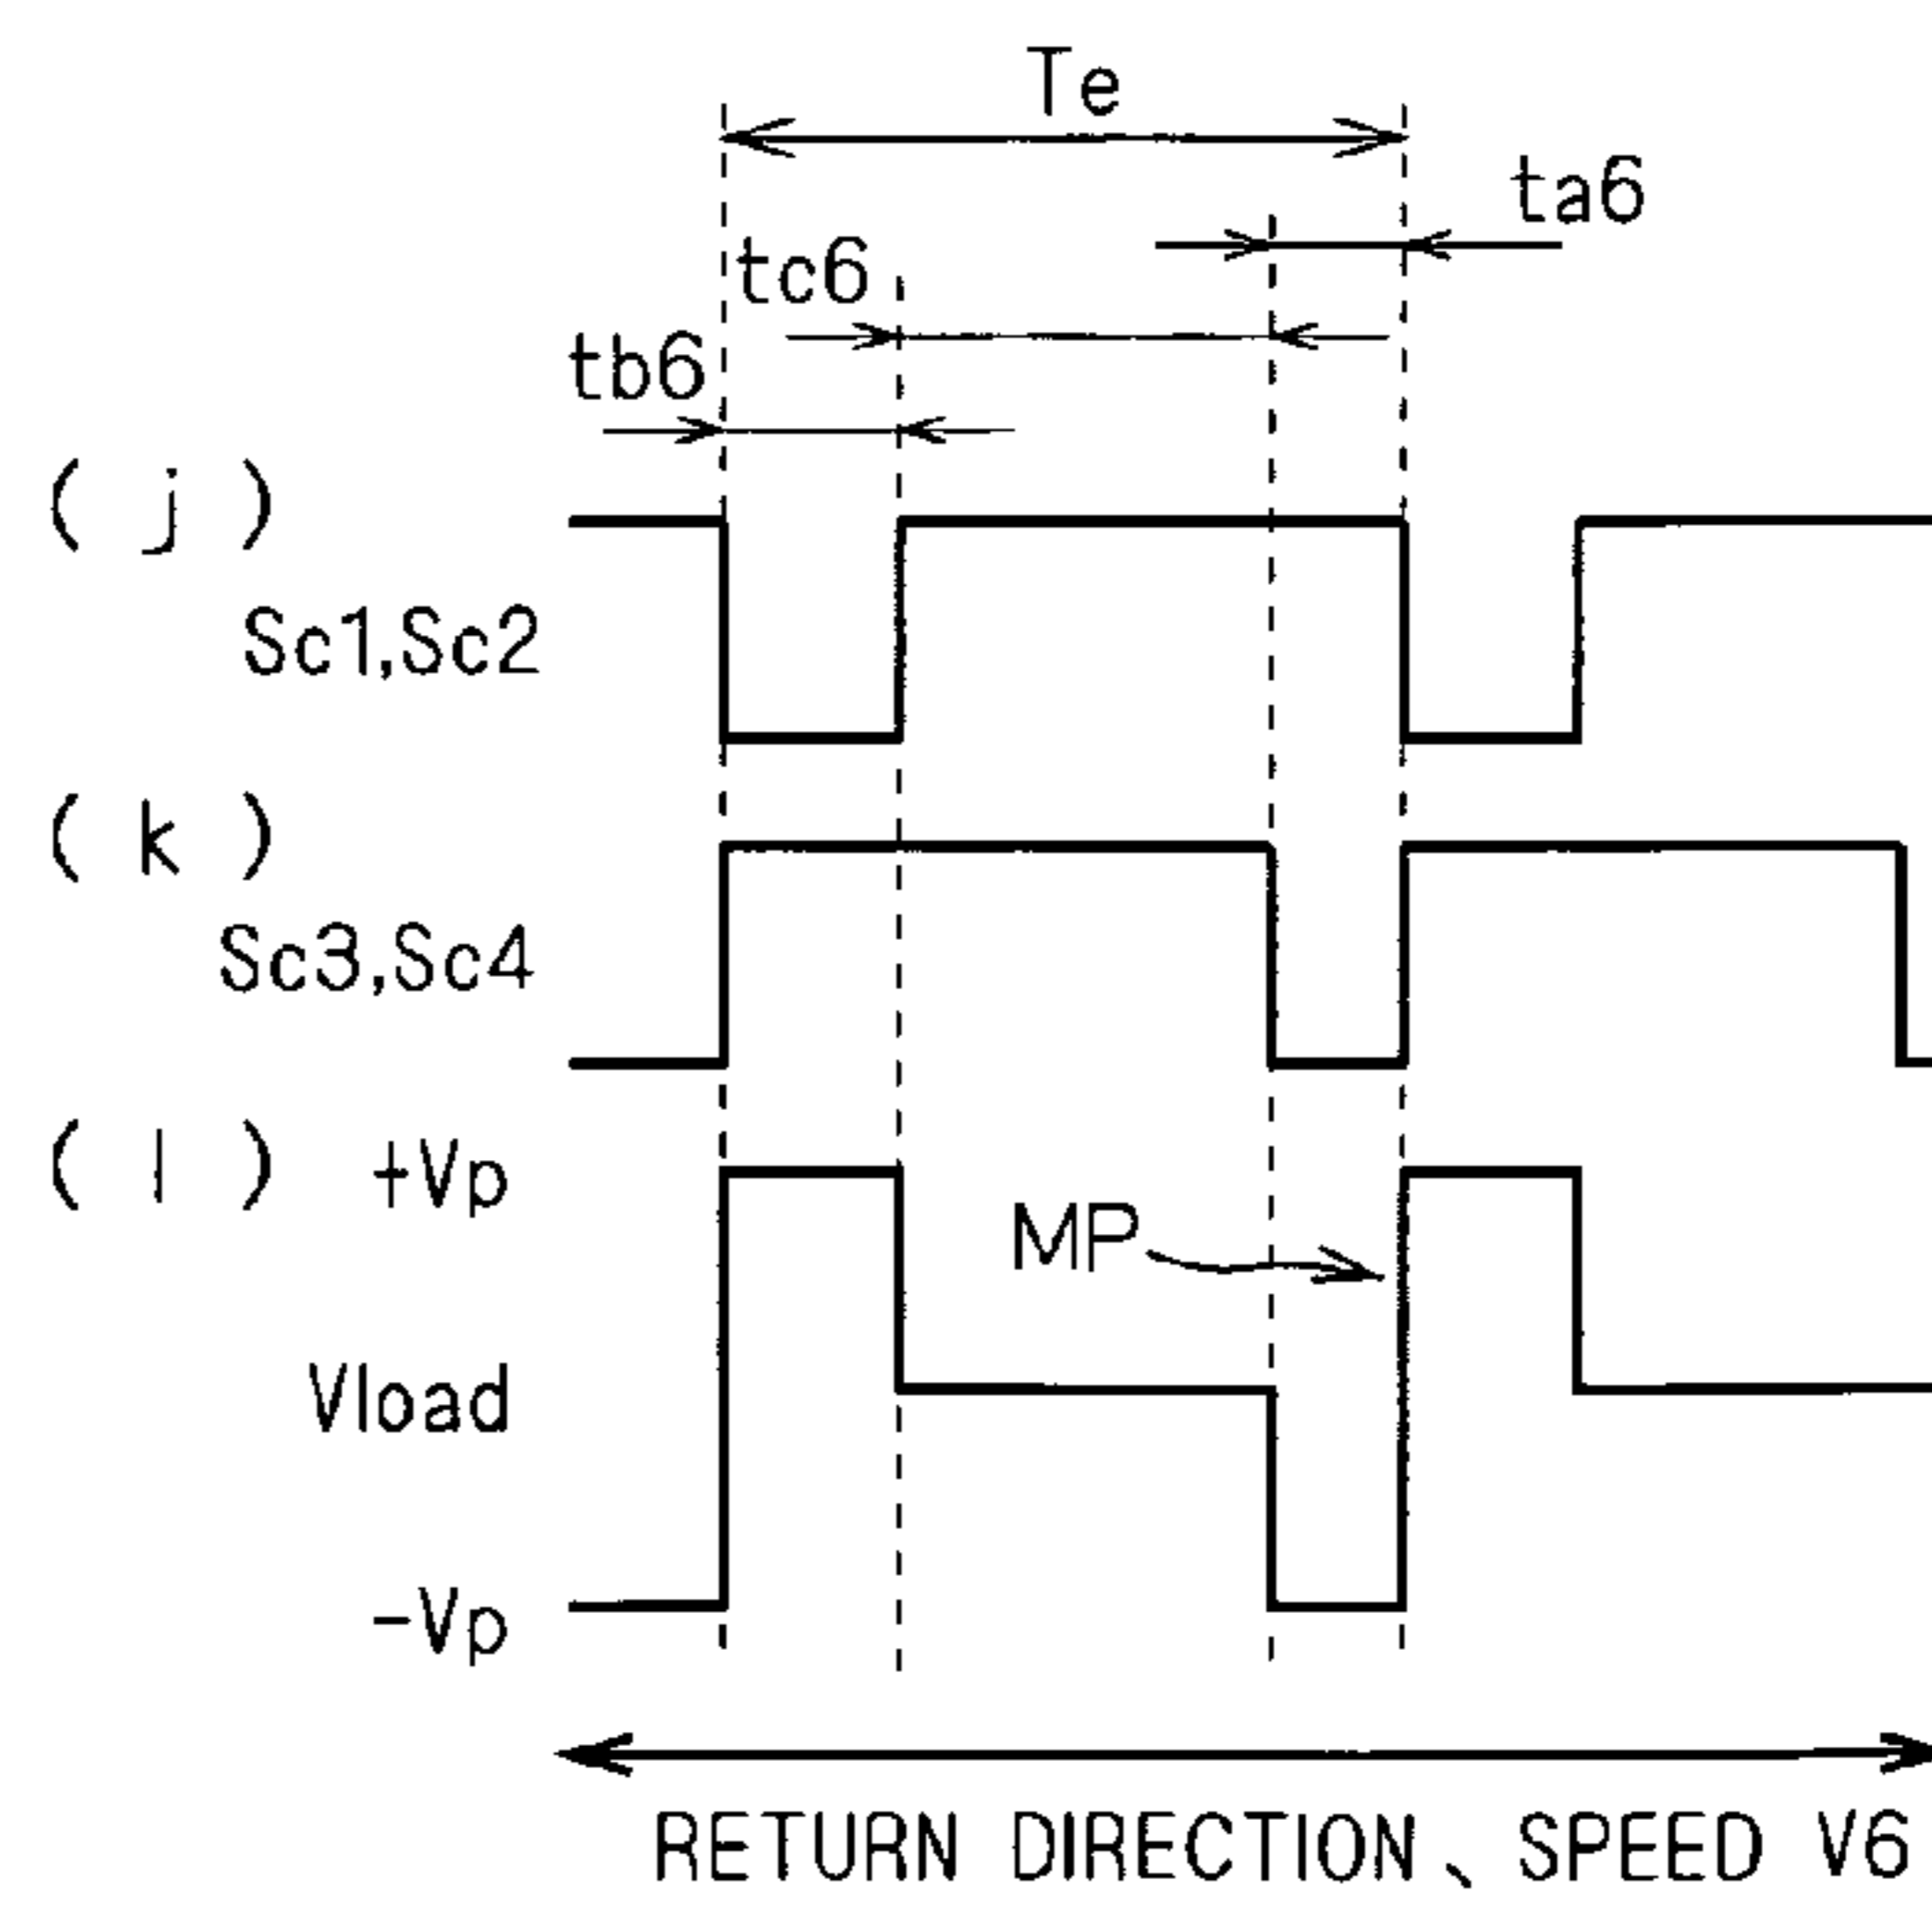 Te
ta6
tc6
tb6
( j )
Sc1,Sc2
( k )
Sc3,Sc4
( l ) +Vp
MP
Vload
-Vp
RETURN DIRECTION、SPEED V6